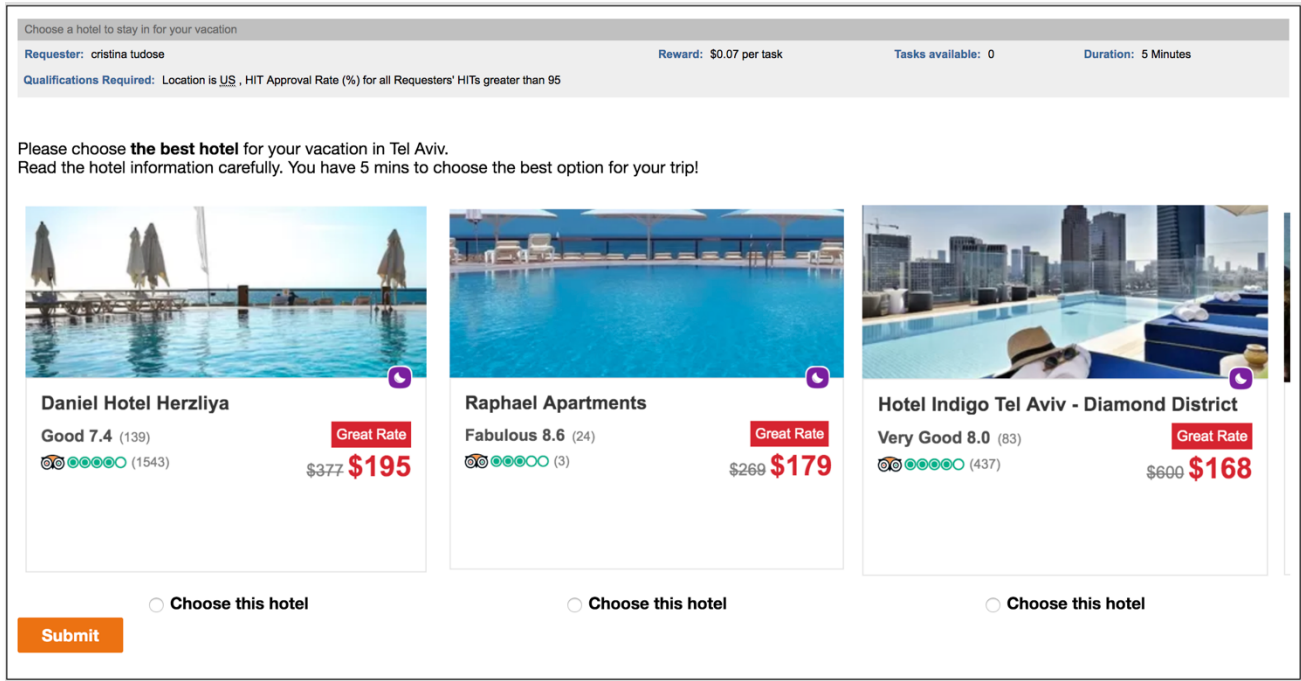 Choose a hotel to stay in for your vacation
Requester: cristina tudose Reward: $0.07 per task Tasks available: 0 Duration: 5 Minutes
Qualifications Required: Location is US , HIT Approval Rate (%) for all Requesters' HITs greater than 95
Please choose the best hotel for your vacation in Tel Aviv.
Read the hotel information carefully. You have 5 mins to choose the best option for your trip!
Daniel Hotel Herzliya
Good 7.4 (139)
Great Rate
(1543)
$377 $195
Raphael Apartments
Fabulous 8.6 (24)
Great Rate
(3)
$269 $179
Hotel Indigo Tel Aviv - Diamond District
Very Good 8.0 (83)
Great Rate
(437)
$600 $168
Choose this hotel
Choose this hotel
Choose this hotel
Submit